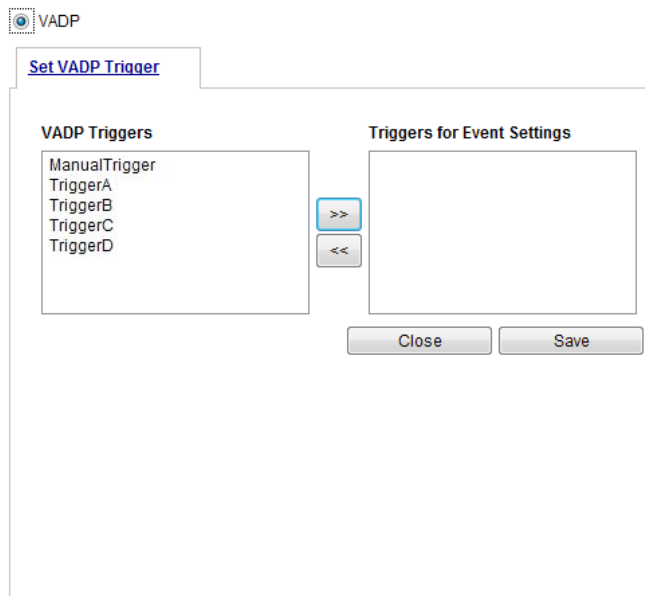 VADP
Set VADP Trigger
VADP Triggers
Triggers for Event Settings
ManualTrigger
TriggerA
TriggerB
TriggerC
TriggerD
>>
<<
Close
Save